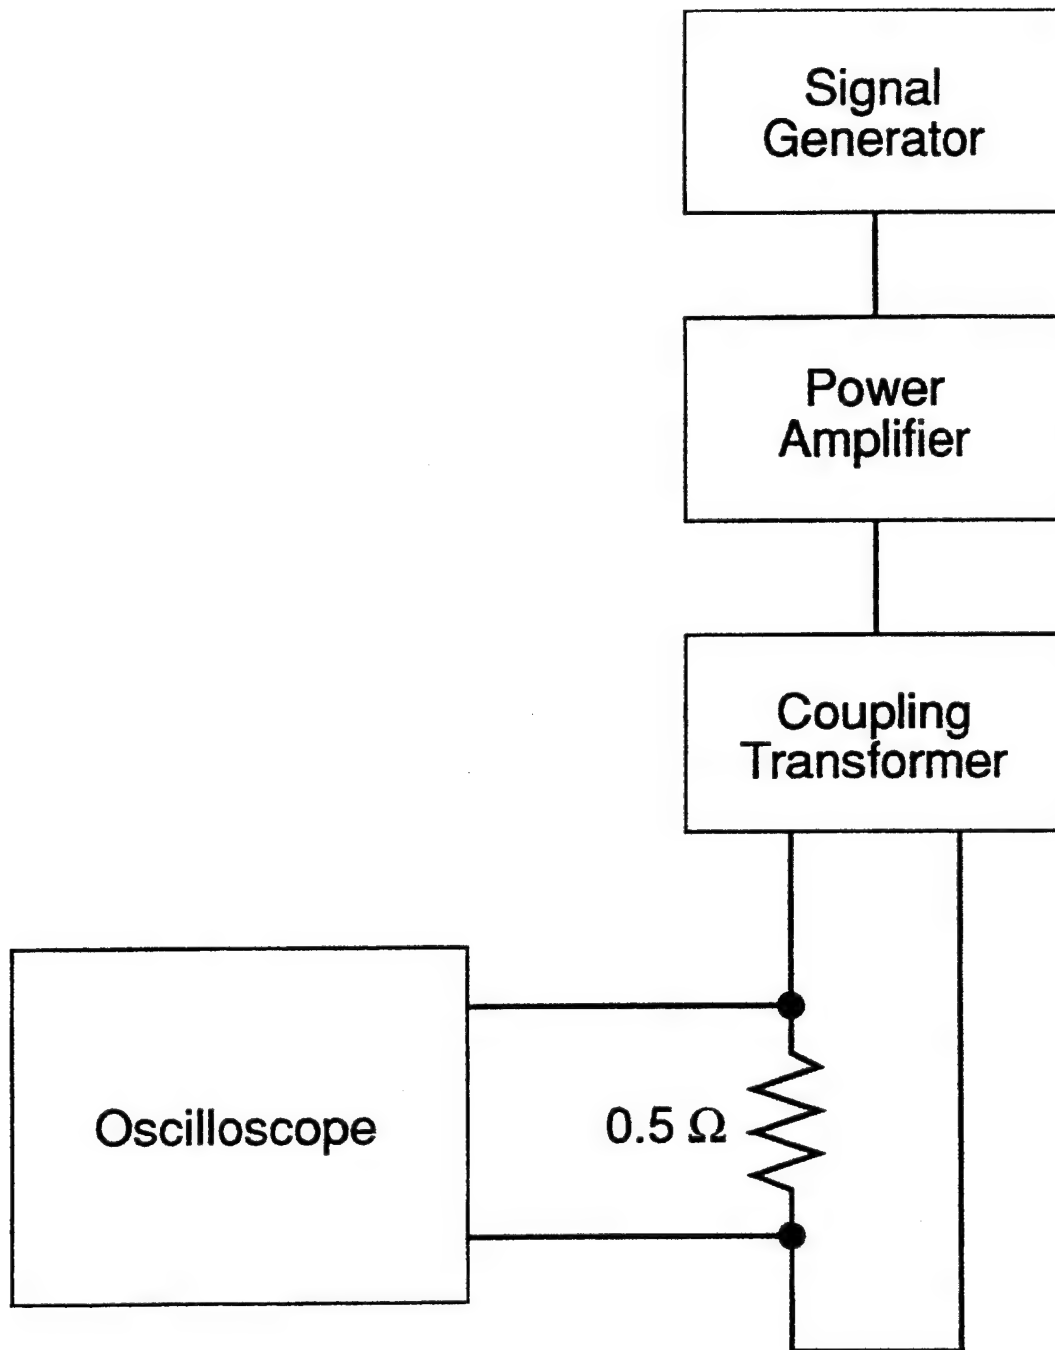 Signal
Generator
Power
Amplifier
Coupling
Transformer
Oscilloscope
0.5 Ω